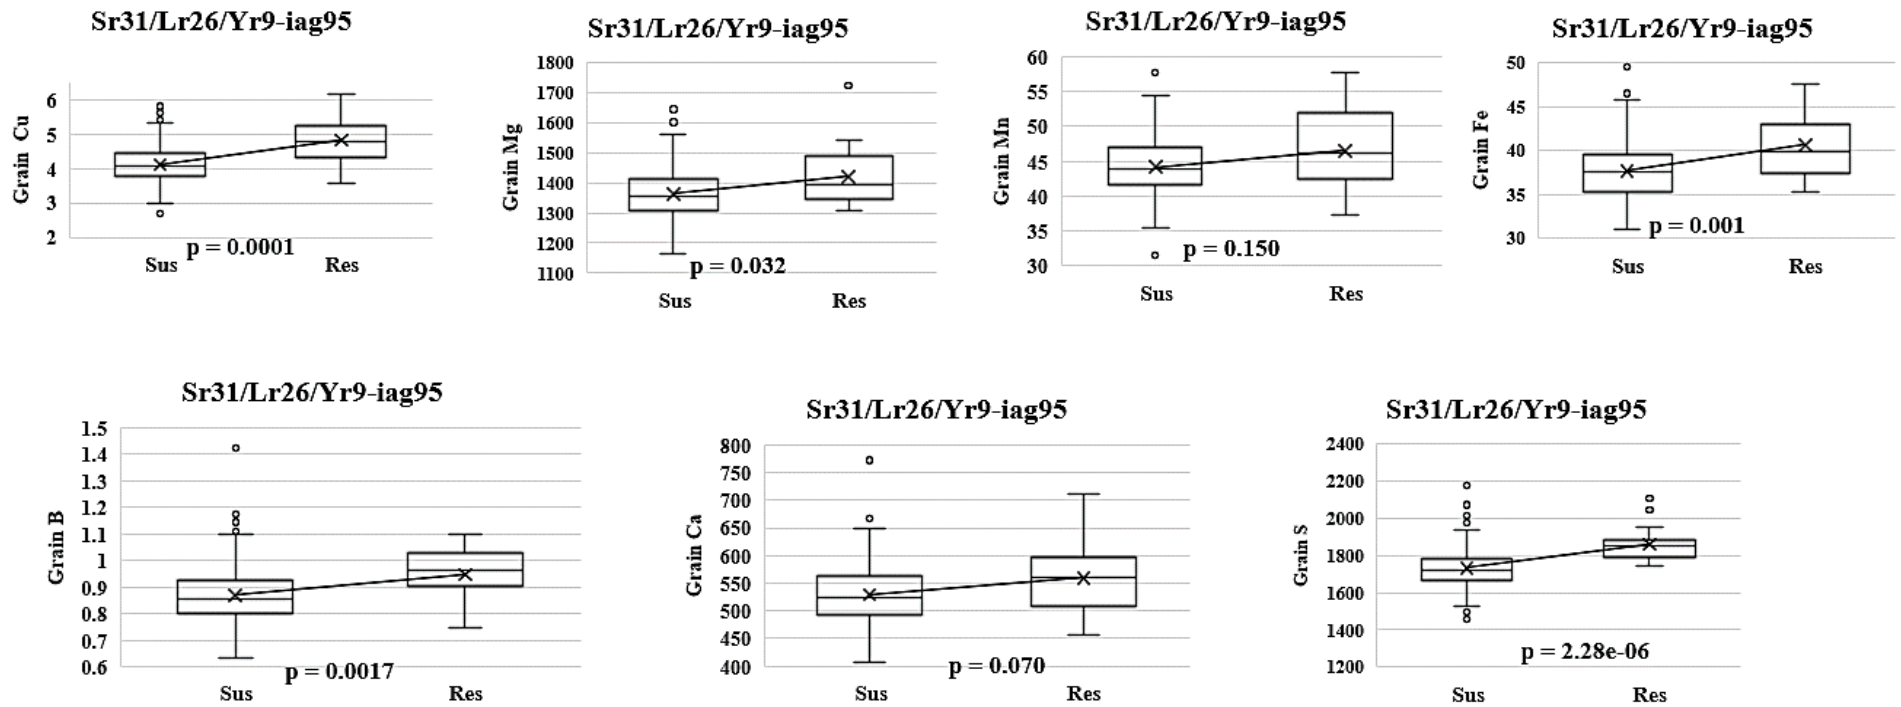 Sr31/Lr26/Yr9-iag95
Grain Cu
6
5
4
3
2
p = 0.0001
Sus
Res
Sr31/Lr26/Yr9-iag95
Grain Mg
1800
1700
1600
1500
1400
1300
1200
1100
p = 0.032
Sus
Res
Sr31/Lr26/Yr9-iag95
Grain Mn
60
55
50
45
40
35
30
p = 0.150
Sus
Res
Sr31/Lr26/Yr9-iag95
Grain Fe
50
45
40
35
30
p = 0.001
Sus
Res
Sr31/Lr26/Yr9-iag95
Grain B
1.5
1.4
1.3
1.2
1.1
1
0.9
0.8
0.7
0.6
p = 0.0017
Sus
Res
Sr31/Lr26/Yr9-iag95
Grain Ca
800
750
700
650
600
550
500
450
400
p = 0.070
Sus
Res
Sr31/Lr26/Yr9-iag95
Grain S
2400
2200
2000
1800
1600
1400
1200
p = 2.28e-06
Sus
Res